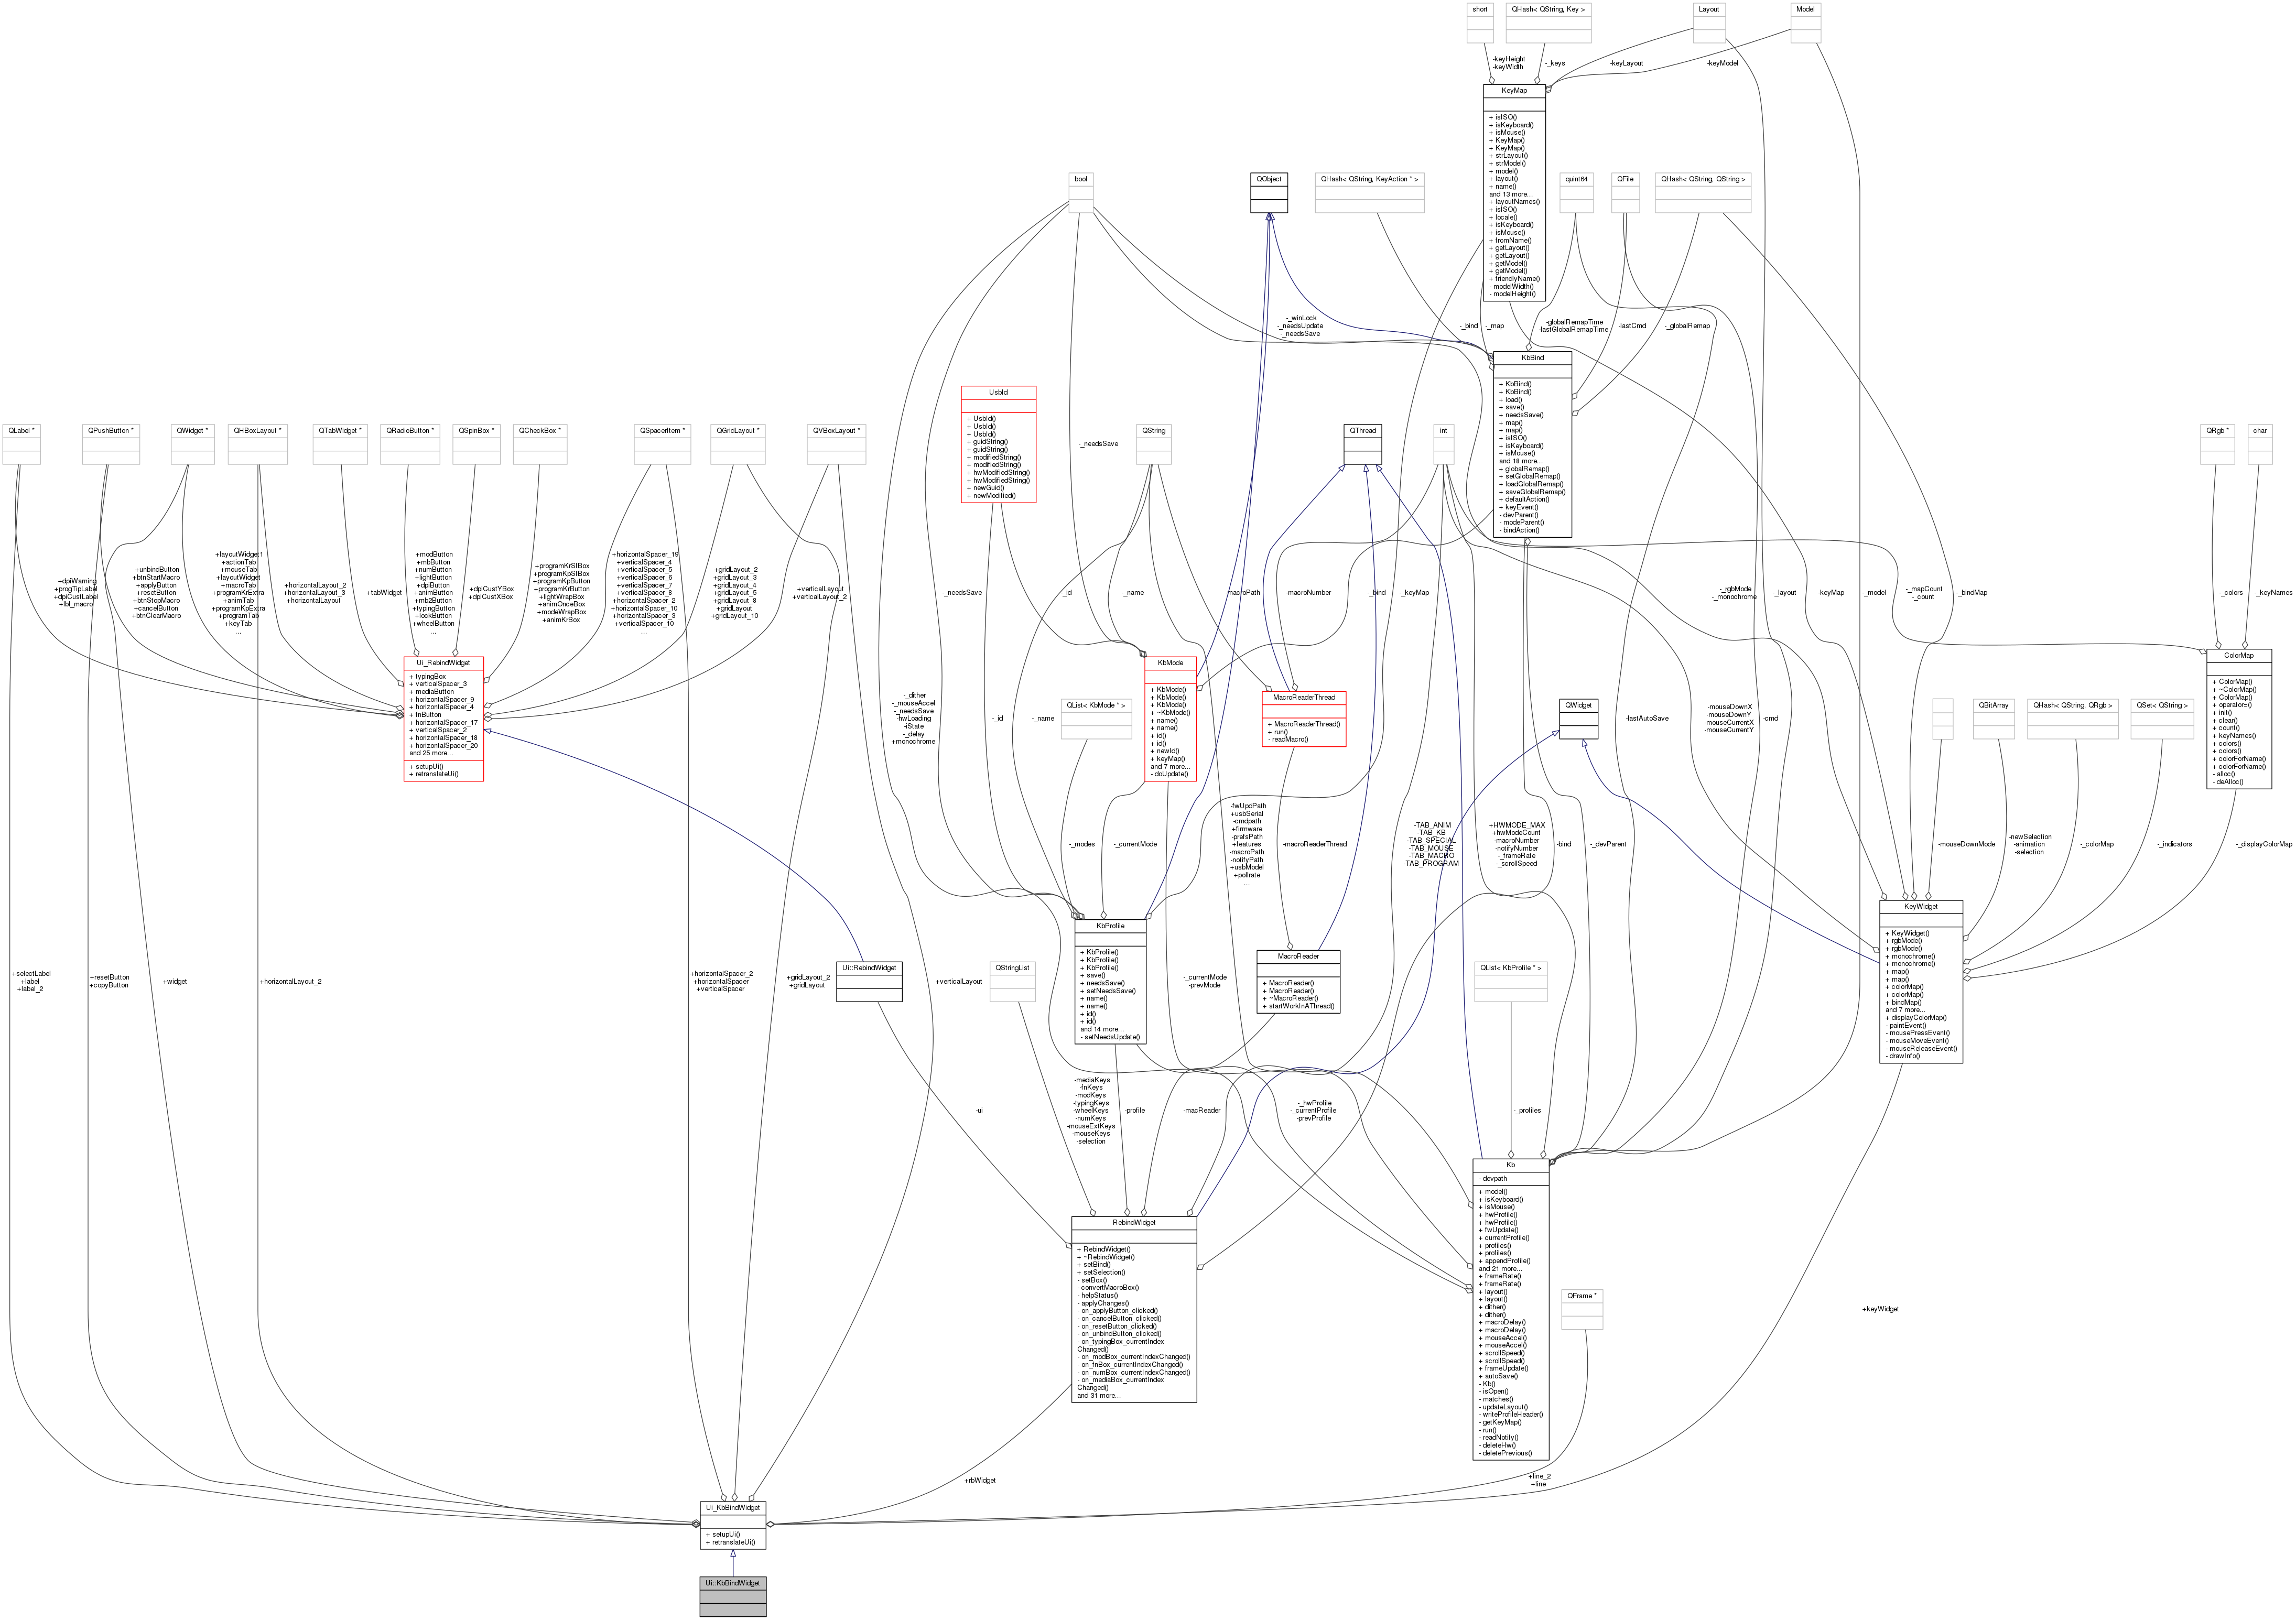 short
QHash< QString, Key >
Layout
Model
-keyHeight
-keyWidth
-_keys
-keyLayout
-keyModel
KeyMap
+ isISO()
+ isKeyboard()
+ isMouse()
+ KeyMap()
+ KeyMap()
+ strLayout()
+ strModel()
+ model()
+ layout()
+ name()
and 13 more...
+ layoutNames()
+ isISO()
+ locale()
+ isKeyboard()
+ isMouse()
+ fromName()
+ getLayout()
+ getLayout()
+ getModel()
+ getModel()
+ friendlyName()
- modelWidth()
- modelHeight()
bool
QObject
QHash< QString, KeyAction * >
quint64
QFile
QHash< QString, QString >
-_winLock
-_needsUpdate
-_needsSave
-_bind
-_map
-globalRemapTime
-lastGlobalRemapTime
-lastCmd
-_globalRemap
KbBind
+ KbBind()
+ KbBind()
+ load()
+ save()
+ needsSave()
+ map()
+ map()
+ isISO()
+ isKeyboard()
+ isMouse()
and 18 more...
+ globalRemap()
+ setGlobalRemap()
+ loadGlobalRemap()
+ saveGlobalRemap()
+ defaultAction()
+ keyEvent()
- devParent()
- modeParent()
- bindAction()
UsbId
+ UsbId()
+ UsbId()
+ UsbId()
+ guidString()
+ guidString()
+ modifiedString()
+ modifiedString()
+ hwModifiedString()
+ hwModifiedString()
+ newGuid()
+ newModified()
QLabel *
QPushButton *
QWidget *
QHBoxLayout *
QTabWidget *
QRadioButton *
QSpinBox *
QCheckBox *
QSpacerItem *
QGridLayout *
QVBoxLayout *
QString
QThread
int
QRgb *
char
-_needsSave
+dpiWarning
+progTipLabel
+dpiCustLabel
+lbl_macro
+unbindButton
+btnStartMacro
+applyButton
+resetButton
+btnStopMacro
+cancelButton
+btnClearMacro
+layoutWidget1
+actionTab
+mouseTab
+layoutWidget
+macroTab
+programKrExtra
+animTab
+programKpExtra
+programTab
+keyTab
...
+horizontalLayout_2
+horizontalLayout_3
+horizontalLayout
+tabWidget
+modButton
+mbButton
+numButton
+lightButton
+dpiButton
+animButton
+mb2Button
+typingButton
+lockButton
+wheelButton
...
+dpiCustYBox
+dpiCustXBox
+programKrSIBox
+programKpSIBox
+programKpButton
+programKrButton
+lightWrapBox
+animOnceBox
+modeWrapBox
+animKrBox
+horizontalSpacer_19
+verticalSpacer_4
+verticalSpacer_5
+verticalSpacer_6
+verticalSpacer_7
+verticalSpacer_8
+horizontalSpacer_2
+horizontalSpacer_10
+horizontalSpacer_3
+verticalSpacer_10
...
+gridLayout_2
+gridLayout_3
+gridLayout_4
+gridLayout_5
+gridLayout_8
+gridLayout
+gridLayout_10
+verticalLayout
+verticalLayout_2
-_needsSave
-_id
-_name
-macroPath
-macroNumber
-_bind
-_keyMap
-_rgbMode
-_monochrome
-_layout
-keyMap
-_model
-_mapCount
-_count
-_bindMap
-_colors
-_keyNames
Ui_RebindWidget
+ typingBox
+ verticalSpacer_3
+ mediaButton
+ horizontalSpacer_9
+ horizontalSpacer_4
+ fnButton
+ horizontalSpacer_17
+ verticalSpacer_2
+ horizontalSpacer_18
+ horizontalSpacer_20
and 25 more...
+ setupUi()
+ retranslateUi()
KbMode
+ KbMode()
+ KbMode()
+ KbMode()
+ ~KbMode()
+ name()
+ name()
+ id()
+ id()
+ newId()
+ keyMap()
and 7 more...
- doUpdate()
ColorMap
+ ColorMap()
+ ~ColorMap()
+ ColorMap()
+ operator=()
+ init()
+ clear()
+ count()
+ keyNames()
+ colors()
+ colors()
+ colorForName()
+ colorForName()
- alloc()
- deAlloc()
MacroReaderThread
+ MacroReaderThread()
+ run()
- readMacro()
-_dither
-_mouseAccel
-_needsSave
-hwLoading
-iState
-_delay
+monochrome
-_id
-_name
QList< KbMode * >
QWidget
QBitArray
QHash< QString, QRgb >
QSet< QString >
-lastAutoSave
-mouseDownX
-mouseDownY
-mouseCurrentX
-mouseCurrentY
-cmd
-_modes
-_currentMode
-fwUpdPath
+usbSerial
-cmdpath
+firmware
-prefsPath
+features
-macroPath
-notifyPath
+usbModel
+pollrate
...
-macroReaderThread
-TAB_ANIM
-TAB_KB
-TAB_SPECIAL
-TAB_MOUSE
-TAB_MACRO
-TAB_PROGRAM
+HWMODE_MAX
+hwModeCount
-macroNumber
-notifyNumber
-_frameRate
-_scrollSpeed
-bind
-_devParent
-mouseDownMode
-newSelection
-animation
-selection
-_colorMap
-_indicators
-_displayColorMap
KeyWidget
+ KeyWidget()
+ rgbMode()
+ rgbMode()
+ monochrome()
+ monochrome()
+ map()
+ map()
+ colorMap()
+ colorMap()
+ bindMap()
and 7 more...
+ displayColorMap()
- paintEvent()
- mousePressEvent()
- mouseMoveEvent()
- mouseReleaseEvent()
- drawInfo()
KbProfile
+ KbProfile()
+ KbProfile()
+ KbProfile()
+ save()
+ needsSave()
+ setNeedsSave()
+ name()
+ name()
+ id()
+ id()
and 14 more...
- setNeedsUpdate()
MacroReader
+ MacroReader()
+ MacroReader()
+ ~MacroReader()
+ startWorkInAThread()
Ui::RebindWidget
QStringList
QList< KbProfile * >
+selectLabel
+label
+label_2
+resetButton
+copyButton
+widget
+horizontalLayout_2
+horizontalSpacer_2
+horizontalSpacer
+verticalSpacer
+gridLayout_2
+gridLayout
+verticalLayout
-_currentMode
-prevMode
-ui
-mediaKeys
-fnKeys
-modKeys
-typingKeys
-wheelKeys
-numKeys
-mouseExtKeys
-mouseKeys
-selection
-profile
-macReader
-_hwProfile
-_currentProfile
-prevProfile
-_profiles
Kb
- devpath
+ model()
+ isKeyboard()
+ isMouse()
+ hwProfile()
+ hwProfile()
+ fwUpdate()
+ currentProfile()
+ profiles()
+ profiles()
+ appendProfile()
and 21 more...
+ frameRate()
+ frameRate()
+ layout()
+ layout()
+ dither()
+ dither()
+ macroDelay()
+ macroDelay()
+ mouseAccel()
+ mouseAccel()
+ scrollSpeed()
+ scrollSpeed()
+ frameUpdate()
+ autoSave()
- Kb()
- isOpen()
- matches()
- updateLayout()
- writeProfileHeader()
- getKeyMap()
- run()
- readNotify()
- deleteHw()
- deletePrevious()
RebindWidget
+ RebindWidget()
+ ~RebindWidget()
+ setBind()
+ setSelection()
- setBox()
- convertMacroBox()
- helpStatus()
- applyChanges()
- on_applyButton_clicked()
- on_cancelButton_clicked()
- on_resetButton_clicked()
- on_unbindButton_clicked()
- on_typingBox_currentIndex
Changed()
- on_modBox_currentIndexChanged()
- on_fnBox_currentIndexChanged()
- on_numBox_currentIndexChanged()
- on_mediaBox_currentIndex
Changed()
and 31 more...
QFrame *
+keyWidget
+rbWidget
+line_2
+line
Ui_KbBindWidget
+ setupUi()
+ retranslateUi()
Ui::KbBindWidget